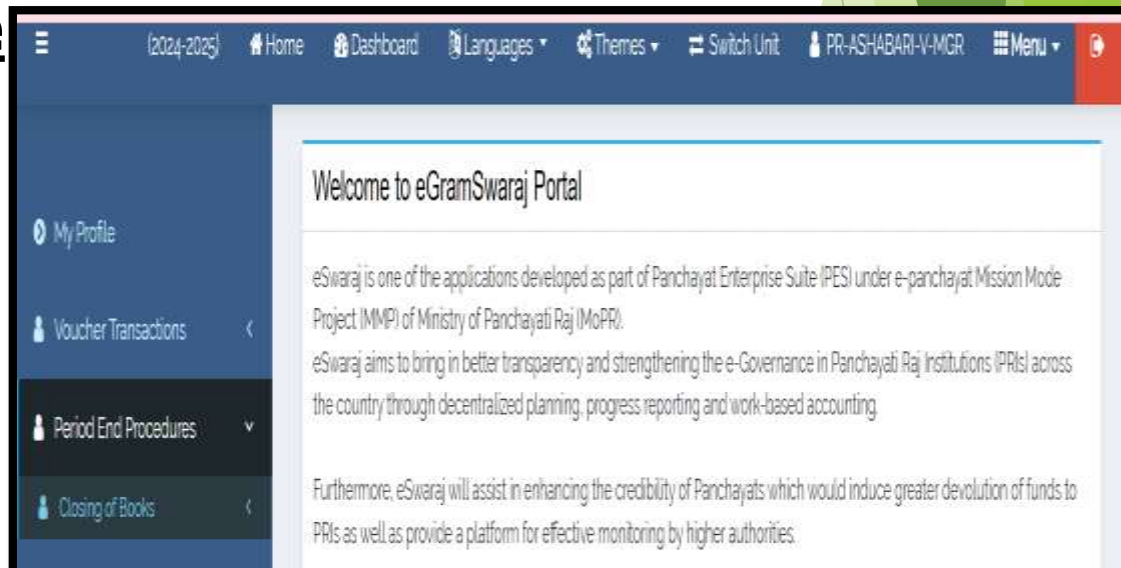 (2024-2025) Home Dashboard Languages Themes Switch Unit PR-ASHABARI-V-MGR Menu
Welcome to eGramSwaraj Portal
My Profile
eSwaraj is one of the applications developed as part of Panchayat Enterprise Suite (PES) under e-panchayat Mission Mode
Project (MMP) of Ministry of Panchayati Raj (MoPR).
Voucher Transactions
eSwaraj aims to bring in better transparency and strengthening the e-Governance in Panchayati Raj Institutions (PRIs) across
the country through decentralized planning, progress reporting and work-based accounting.
Period End Procedures
Closing of Books
Furthermore, eSwaraj will assist in enhancing the credibility of Panchayats which would induce greater devolution of funds to
PRIs as well as provide a platform for effective monitoring by higher authorities.